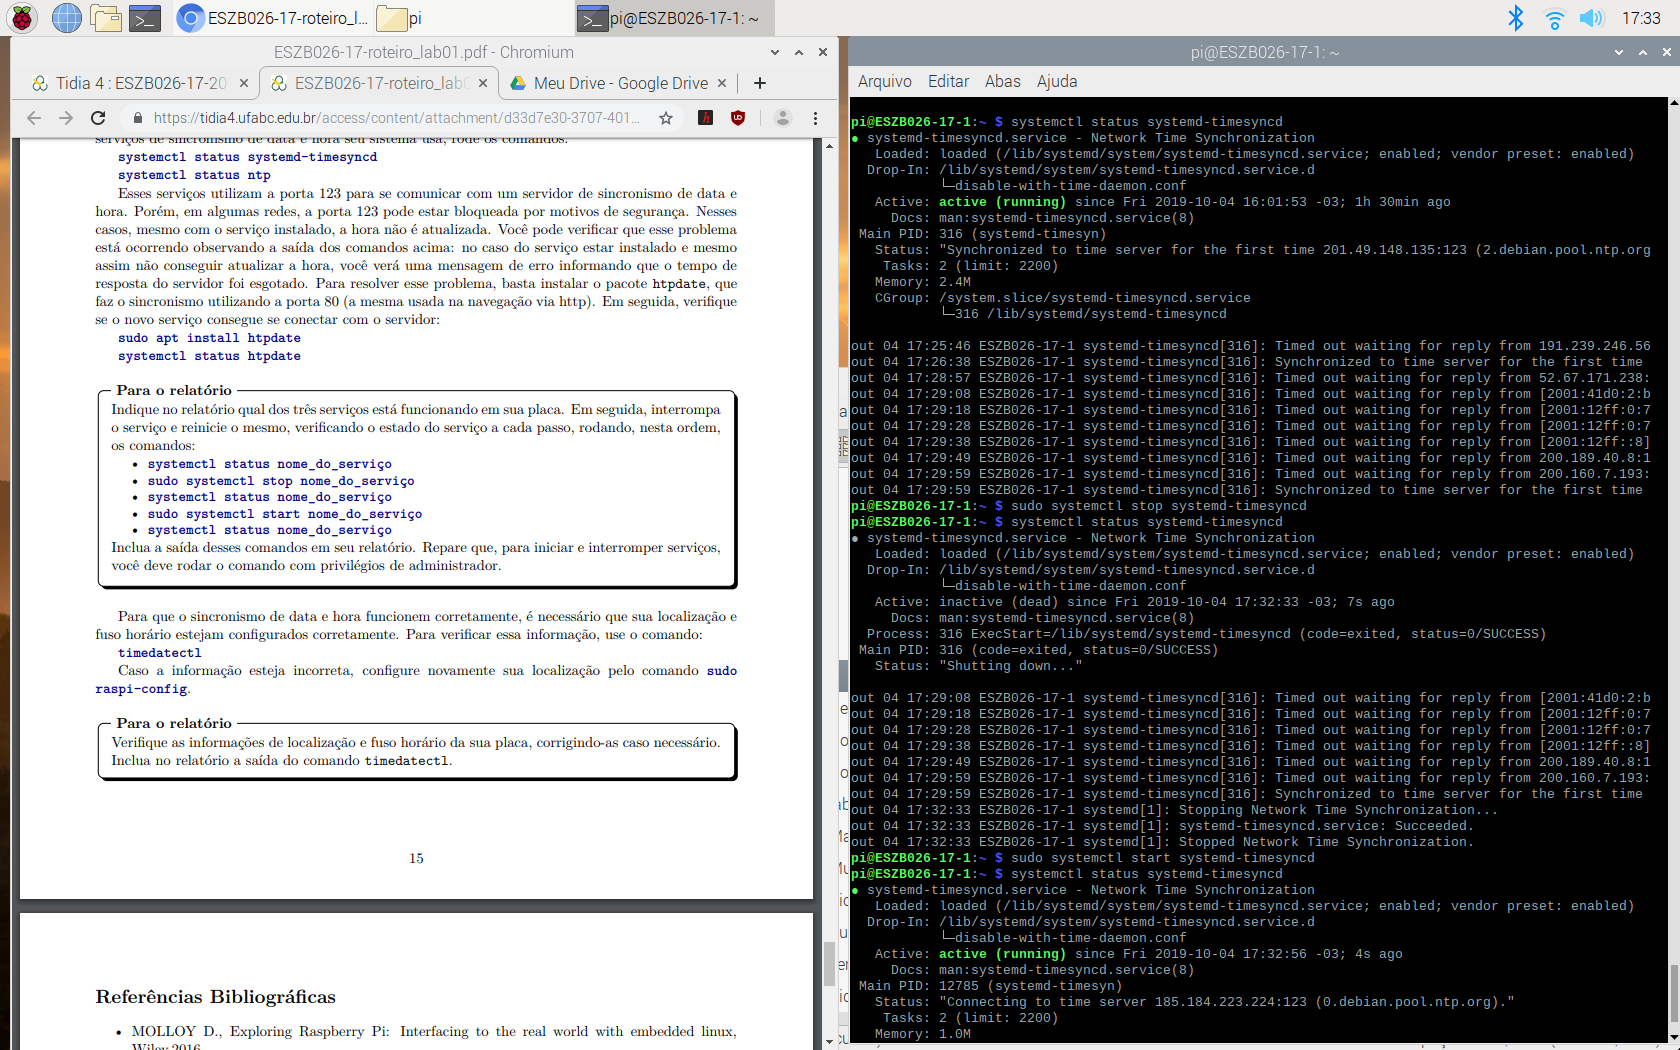 ESZB026-17-roteiro_l...
pi
pi@ESZB026-17-1: ~
17:33
ESZB026-17-roteiro_lab01.pdf - Chromium
Tidia 4 : ESZB026-17-20
ESZB026-17-roteiro_lab0
Meu Drive - Google Drive
https://tidia4.ufabc.edu.br/access/content/attachment/d33d7e30-3707-401...
serviços de sincronismo de data e hora seu sistema usa, rode os comandos:
systemctl status systemd-timesyncd
systemctl status ntp
Esses serviços utilizam a porta 123 para se comunicar com um servidor de sincronismo de data e
hora. Porém, em algumas redes, a porta 123 pode estar bloqueada por motivos de segurança. Nesses
casos, mesmo com o serviço instalado, a hora não é atualizada. Você pode verificar que esse problema
está ocorrendo observando a saída dos comandos acima: no caso do serviço estar instalado e mesmo
assim não conseguir atualizar a hora, você verá uma mensagem de erro informando que o tempo de
resposta do servidor foi esgotado. Para resolver esse problema, basta instalar o pacote htpdate, que
faz o sincronismo utilizando a porta 80 (a mesma usada na navegação via http). Em seguida, verifique
se o novo serviço consegue se conectar com o servidor:
sudo apt install htpdate
systemctl status htpdate
Para o relatório
Indique no relatório qual dos três serviços está funcionando em sua placa. Em seguida, interrompa
o serviço e reinicie o mesmo, verificando o estado do serviço a cada passo, rodando, nesta ordem,
os comandos:
• systemctl status nome_do_serviço
• sudo systemctl stop nome_do_serviço
• systemctl status nome_do_serviço
• sudo systemctl start nome_do_serviço
• systemctl status nome_do_serviço
Inclua a saída desses comandos em seu relatório. Repare que, para iniciar e interromper serviços,
você deve rodar o comando com privilégios de administrador.
Para que o sincronismo de data e hora funcionem corretamente, é necessário que sua localização e
fuso horário estejam configurados corretamente. Para verificar essa informação, use o comando:
timedatectl
Caso a informação esteja incorreta, configure novamente sua localização pelo comando sudo
raspi-config.
Para o relatório
Verifique as informações de localização e fuso horário da sua placa, corrigindo-as caso necessário.
Inclua no relatório a saída do comando timedatectl.
15
Referências Bibliográficas
• MOLLOY D., Exploring Raspberry Pi: Interfacing to the real world with embedded linux,
Wiley 2016
pi@ESZB026-17-1: ~
Arquivo Editar Abas Ajuda
pi@ESZB026-17-1:~ $ systemctl status systemd-timesyncd
● systemd-timesyncd.service - Network Time Synchronization
Loaded: loaded (/lib/systemd/system/systemd-timesyncd.service; enabled; vendor preset: enabled)
Drop-In: /lib/systemd/system/systemd-timesyncd.service.d
└─disable-with-time-daemon.conf
Active: active (running) since Fri 2019-10-04 16:01:53 -03; 1h 30min ago
Docs: man:systemd-timesyncd.service(8)
Main PID: 316 (systemd-timesyn)
Status: "Synchronized to time server for the first time 201.49.148.135:123 (2.debian.pool.ntp.org
Tasks: 2 (limit: 2200)
Memory: 2.4M
CGroup: /system.slice/systemd-timesyncd.service
└─316 /lib/systemd/systemd-timesyncd
out 04 17:25:46 ESZB026-17-1 systemd-timesyncd[316]: Timed out waiting for reply from 191.239.246.56
out 04 17:26:38 ESZB026-17-1 systemd-timesyncd[316]: Synchronized to time server for the first time
out 04 17:28:57 ESZB026-17-1 systemd-timesyncd[316]: Timed out waiting for reply from 52.67.171.238:
out 04 17:29:08 ESZB026-17-1 systemd-timesyncd[316]: Timed out waiting for reply from [2001:41d0:2:b
out 04 17:29:18 ESZB026-17-1 systemd-timesyncd[316]: Timed out waiting for reply from [2001:12ff:0:7
out 04 17:29:28 ESZB026-17-1 systemd-timesyncd[316]: Timed out waiting for reply from [2001:12ff:0:7
out 04 17:29:38 ESZB026-17-1 systemd-timesyncd[316]: Timed out waiting for reply from [2001:12ff::8]
out 04 17:29:49 ESZB026-17-1 systemd-timesyncd[316]: Timed out waiting for reply from 200.189.40.8:1
out 04 17:29:59 ESZB026-17-1 systemd-timesyncd[316]: Timed out waiting for reply from 200.160.7.193:
out 04 17:29:59 ESZB026-17-1 systemd-timesyncd[316]: Synchronized to time server for the first time
pi@ESZB026-17-1:~ $ sudo systemctl stop systemd-timesyncd
pi@ESZB026-17-1:~ $ systemctl status systemd-timesyncd
● systemd-timesyncd.service - Network Time Synchronization
Loaded: loaded (/lib/systemd/system/systemd-timesyncd.service; enabled; vendor preset: enabled)
Drop-In: /lib/systemd/system/systemd-timesyncd.service.d
└─disable-with-time-daemon.conf
Active: inactive (dead) since Fri 2019-10-04 17:32:33 -03; 7s ago
Docs: man:systemd-timesyncd.service(8)
Process: 316 ExecStart=/lib/systemd/systemd-timesyncd (code=exited, status=0/SUCCESS)
Main PID: 316 (code=exited, status=0/SUCCESS)
Status: "Shutting down..."
out 04 17:29:08 ESZB026-17-1 systemd-timesyncd[316]: Timed out waiting for reply from [2001:41d0:2:b
out 04 17:29:18 ESZB026-17-1 systemd-timesyncd[316]: Timed out waiting for reply from [2001:12ff:0:7
out 04 17:29:28 ESZB026-17-1 systemd-timesyncd[316]: Timed out waiting for reply from [2001:12ff:0:7
out 04 17:29:38 ESZB026-17-1 systemd-timesyncd[316]: Timed out waiting for reply from [2001:12ff::8]
out 04 17:29:49 ESZB026-17-1 systemd-timesyncd[316]: Timed out waiting for reply from 200.189.40.8:1
out 04 17:29:59 ESZB026-17-1 systemd-timesyncd[316]: Timed out waiting for reply from 200.160.7.193:
out 04 17:29:59 ESZB026-17-1 systemd-timesyncd[316]: Synchronized to time server for the first time
out 04 17:32:33 ESZB026-17-1 systemd[1]: Stopping Network Time Synchronization...
out 04 17:32:33 ESZB026-17-1 systemd[1]: systemd-timesyncd.service: Succeeded.
out 04 17:32:33 ESZB026-17-1 systemd[1]: Stopped Network Time Synchronization.
pi@ESZB026-17-1:~ $ sudo systemctl start systemd-timesyncd
pi@ESZB026-17-1:~ $ systemctl status systemd-timesyncd
● systemd-timesyncd.service - Network Time Synchronization
Loaded: loaded (/lib/systemd/system/systemd-timesyncd.service; enabled; vendor preset: enabled)
Drop-In: /lib/systemd/system/systemd-timesyncd.service.d
└─disable-with-time-daemon.conf
Active: active (running) since Fri 2019-10-04 17:32:56 -03; 4s ago
Docs: man:systemd-timesyncd.service(8)
Main PID: 12785 (systemd-timesyn)
Status: "Connecting to time server 185.184.223.224:123 (0.debian.pool.ntp.org)."
Tasks: 2 (limit: 2200)
Memory: 1.0M